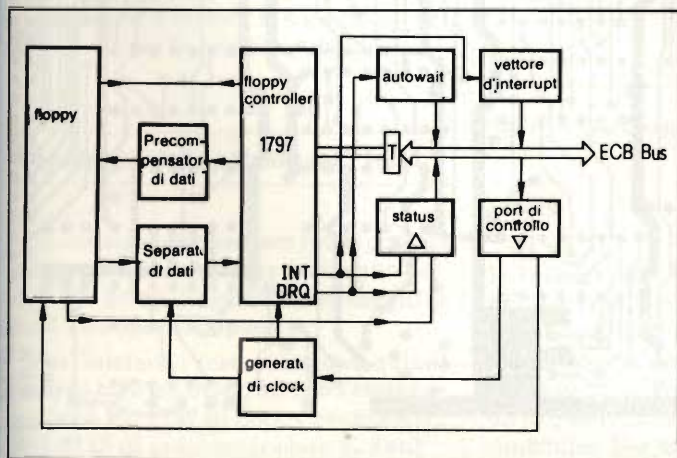 floppy
Precom-
pensatore
di dati
Separat.
di dati
floppy
controller
1797
INT
DRQ
generat.
di clock
autowait
vettore
d'interrupt
T
ECB Bus
status
port di
controllo